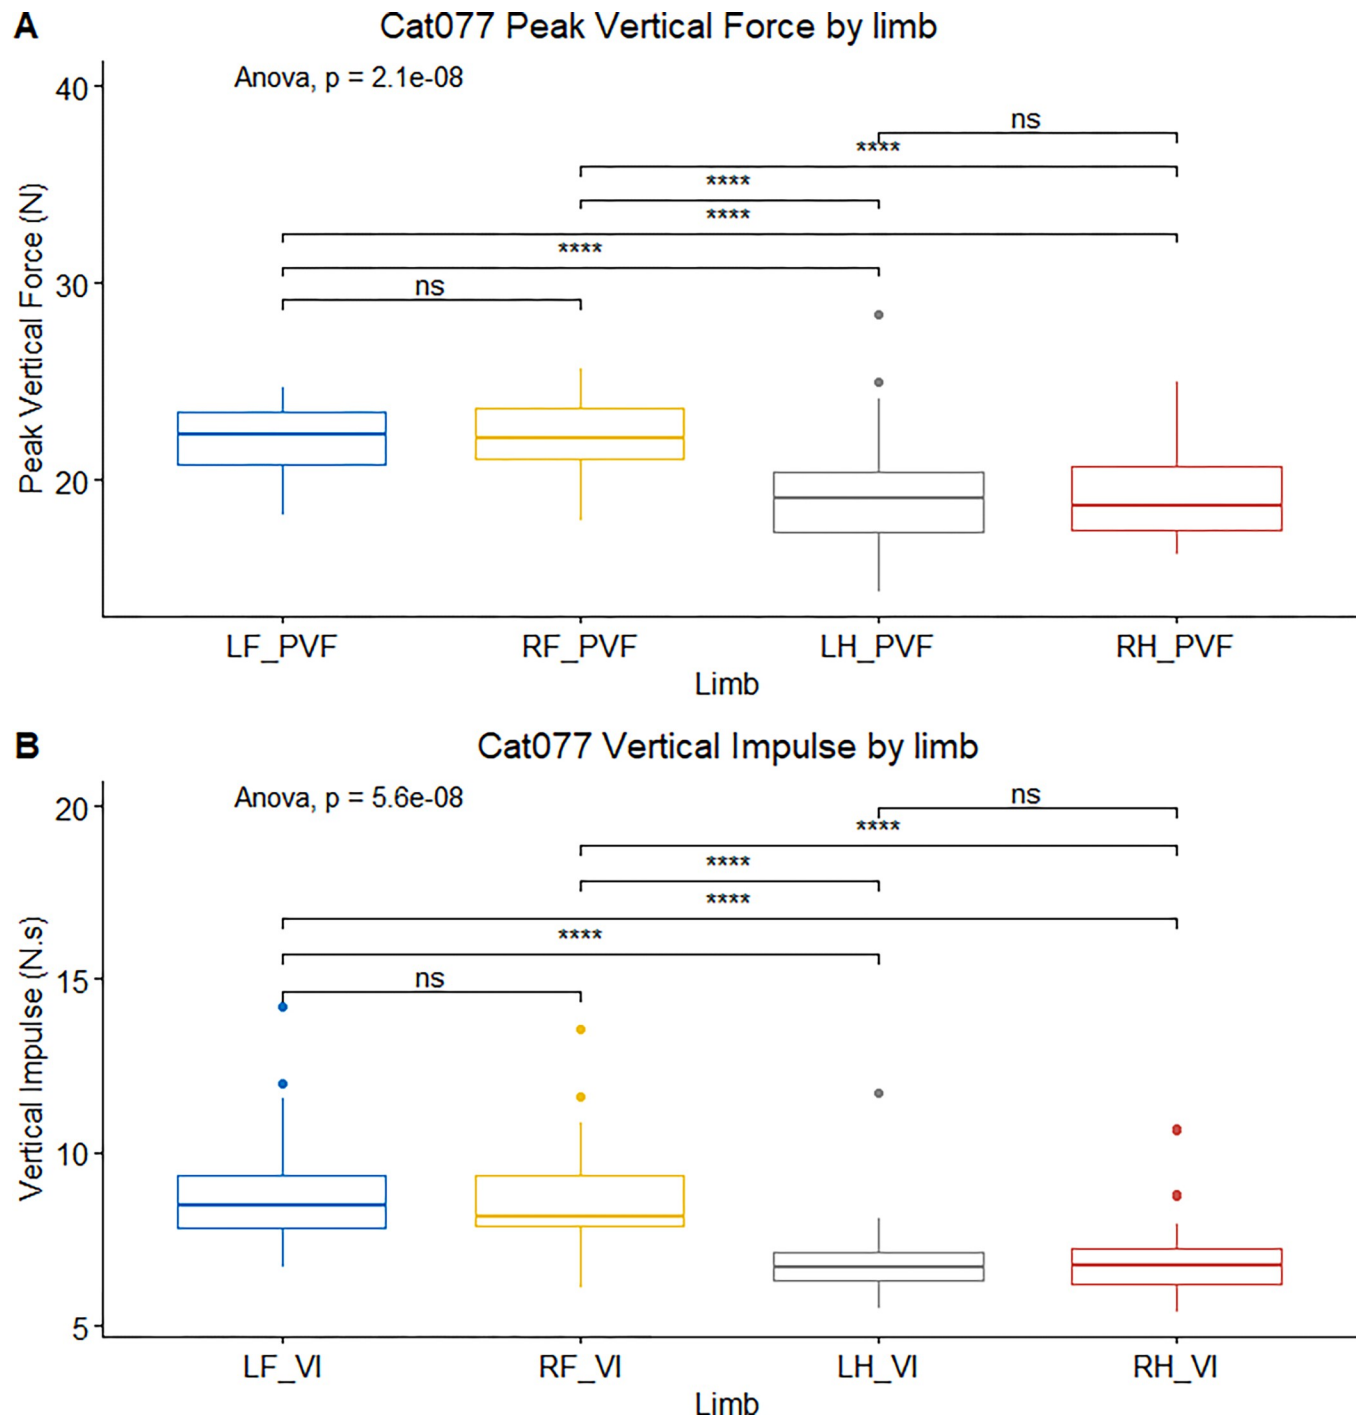 A
Cat077 Peak Vertical Force by limb
Anova, p = 2.1e-08
40
30
20
Peak Vertical Force (N)
ns
****
****
****
****
ns
LF_PVF RF_PVF LH_PVF RH_PVF
Limb
B
Cat077 Vertical Impulse by limb
Anova, p = 5.6e-08
20
15
10
5
Vertical Impulse (N.s)
ns
****
****
****
****
ns
LF_VI RF_VI LH_VI RH_VI
Limb